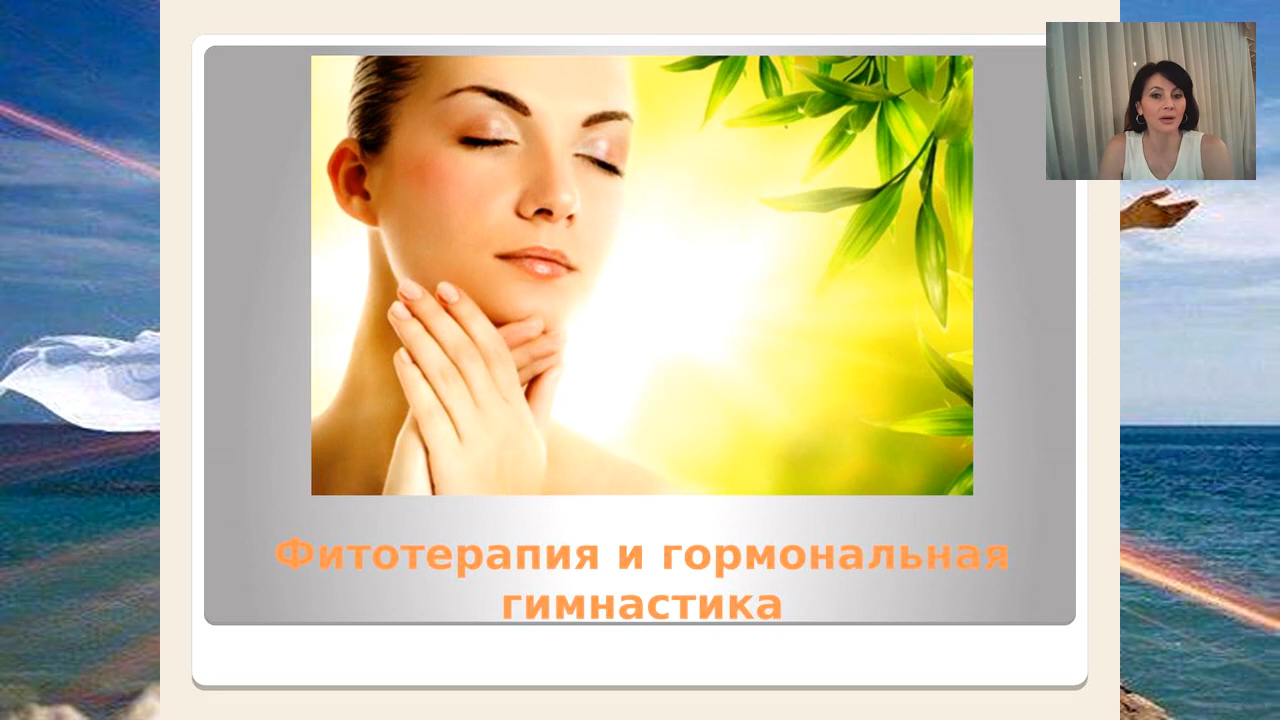 Фитотерапия и гормональная
гимнастика